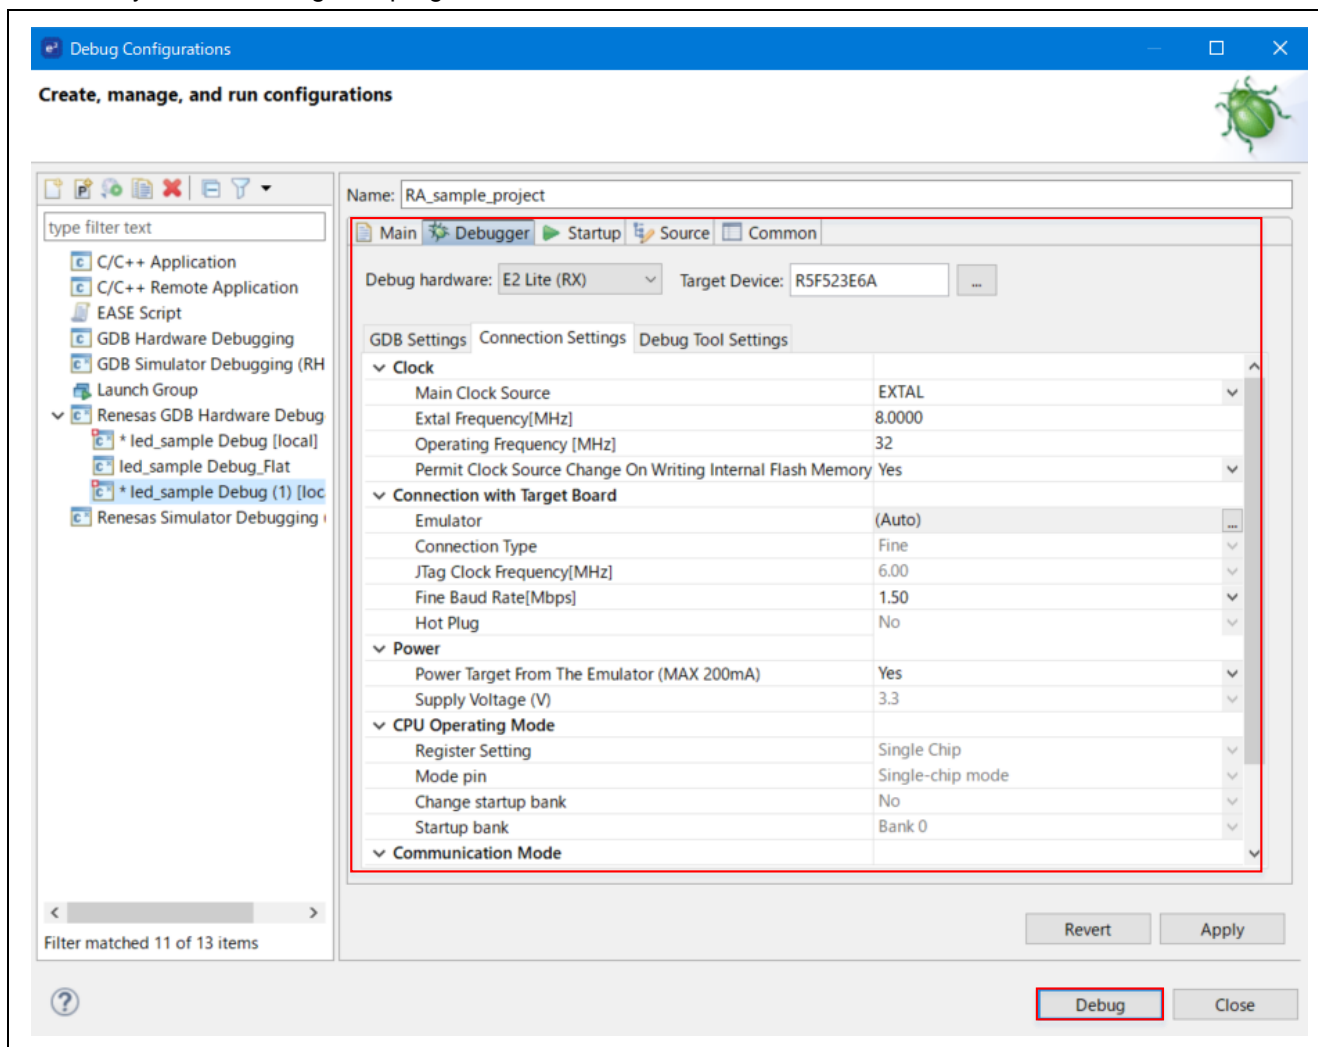 Debug Configurations
Create, manage, and run configurations
type filter text
C/C++ Application
C/C++ Remote Application
EASE Script
GDB Hardware Debugging
GDB Simulator Debugging (RH
Launch Group
Renesas GDB Hardware Debug
* led_sample Debug [local]
led_sample Debug_Flat
* led_sample Debug (1) [loc
Renesas Simulator Debugging
Filter matched 11 of 13 items
Name: RA_sample_project
Main Debugger Startup Source Common
Debug hardware: E2 Lite (RX) Target Device: R5F523E6A ...
GDB Settings Connection Settings Debug Tool Settings
Clock
Main Clock Source EXTAL
Extal Frequency[MHz] 8.0000
Operating Frequency [MHz] 32
Permit Clock Source Change On Writing Internal Flash Memory Yes
Connection with Target Board
Emulator (Auto) ...
Connection Type Fine
JTag Clock Frequency[MHz] 6.00
Fine Baud Rate[Mbps] 1.50
Hot Plug No
Power
Power Target From The Emulator (MAX 200mA) Yes
Supply Voltage (V) 3.3
CPU Operating Mode
Register Setting Single Chip
Mode pin Single-chip mode
Change startup bank No
Startup bank Bank 0
Communication Mode
Revert Apply
? Debug Close